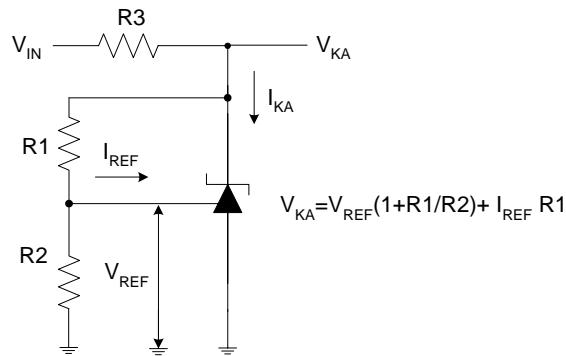 R3
V_IN
V_KA
I_KA
R1
I_REF
V_KA=V_REF(1+R1/R2)+ I_REF R1
R2
V_REF